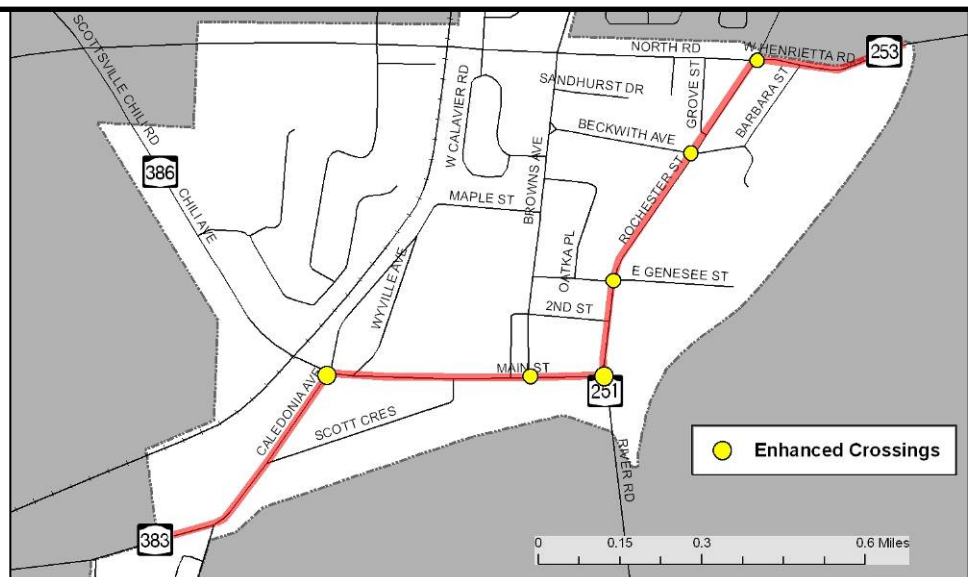 SCOTTSVILLE CHILI RD
NORTH RD
W HENRIETTA RD
253
W CALAVIER RD
SANDHURST DR
GROVE ST
BARBARA ST
BECKWITH AVE
BROWNS AVE
386
CHILI AVE
MAPLE ST
ROCHESTER ST
WYVILLE AVE
OATKA PL
E GENESEE ST
2ND ST
MAIN ST
251
CALEDONIA AVE
SCOTT CRES
RIVER RD
Enhanced Crossings
383
0 0.15 0.3 0.6 Miles